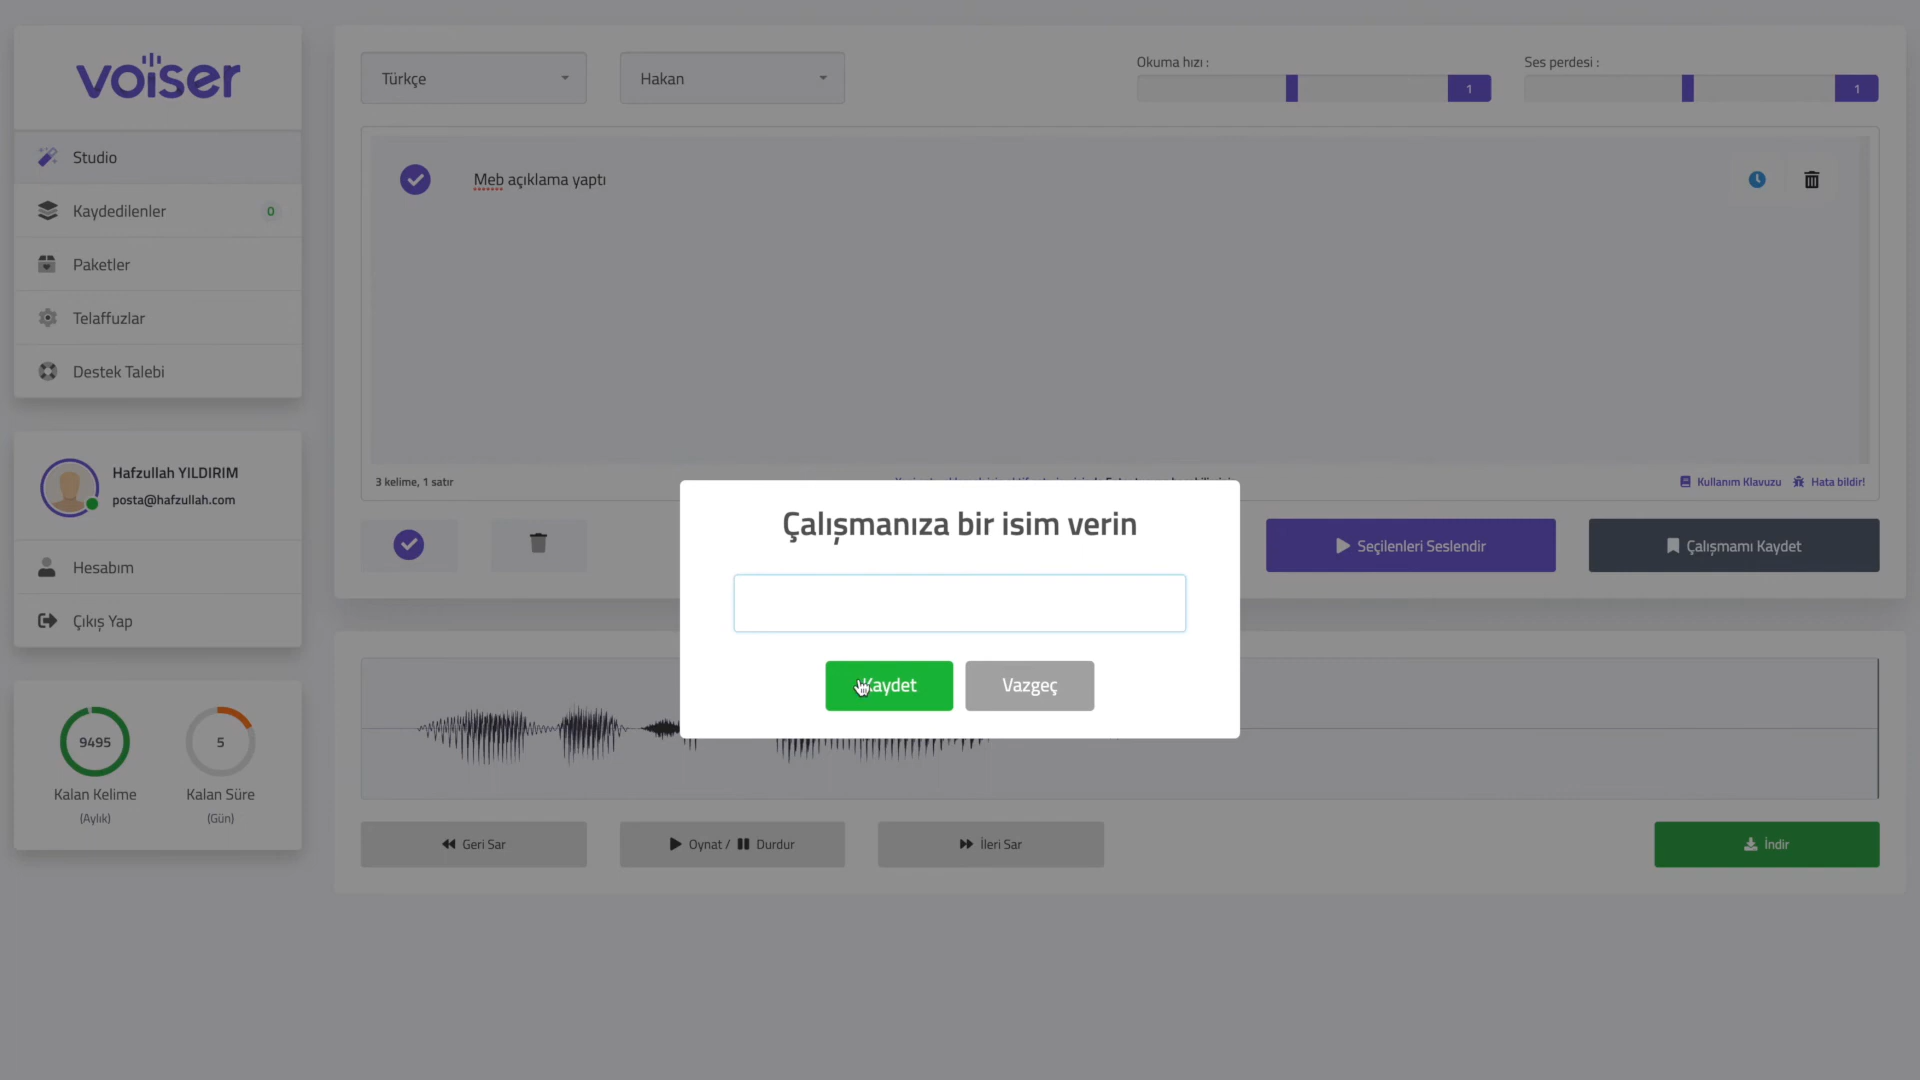 voiser
Studio
Kaydedilenler 0
Paketler
Telaffuzlar
Destek Talebi
Hafzullah YILDIRIM
posta@hafzullah.com
Hesabım
Çıkış Yap
9495
Kalan Kelime
(Aylık)
5
Kalan Süre
(Gün)
Türkçe
Hakan
Okuma hızı :
1
Ses perdesi :
1
Meb açıklama yaptı
3 kelime, 1 satır
Kullanım Klavuzu
Hata bildir!
Seçilenleri Seslendir
Çalışmamı Kaydet
Çalışmanıza bir isim verin
Kaydet
Vazgeç
Geri Sar
Oynat / Durdur
İleri Sar
İndir